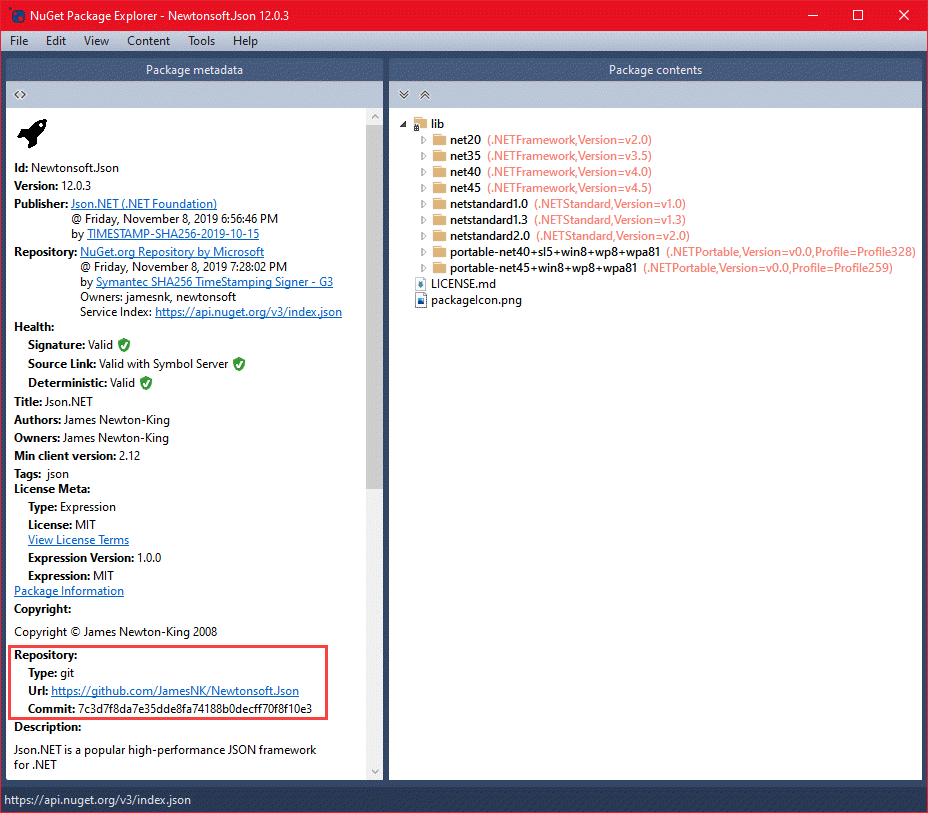 NuGet Package Explorer - Newtonsoft.Json 12.0.3
File Edit View Content Tools Help
Package metadata
Id: Newtonsoft.Json
Version: 12.0.3
Publisher: Json.NET (.NET Foundation)
@ Friday, November 8, 2019 6:56:46 PM
by TIMESTAMP-SHA256-2019-10-15
Repository: NuGet.org Repository by Microsoft
@ Friday, November 8, 2019 7:28:02 PM
by Symantec SHA256 TimeStamping Signer - G3
Owners: jamesnk, newtonsoft
Service Index: https://api.nuget.org/v3/index.json
Health:
Signature: Valid
Source Link: Valid with Symbol Server
Deterministic: Valid
Title: Json.NET
Authors: James Newton-King
Owners: James Newton-King
Min client version: 2.12
Tags: json
License Meta:
Type: Expression
License: MIT
View License Terms
Expression Version: 1.0.0
Expression: MIT
Package Information
Copyright:
Copyright © James Newton-King 2008
Repository:
Type: git
Url: https://github.com/JamesNK/Newtonsoft.Json
Commit: 7c3d7f8da7e35dde8fa74188b0decff70f8f10e3
Description:
Json.NET is a popular high-performance JSON framework
for .NET
Package contents
lib
net20 (.NETFramework,Version=v2.0)
net35 (.NETFramework,Version=v3.5)
net40 (.NETFramework,Version=v4.0)
net45 (.NETFramework,Version=v4.5)
netstandard1.0 (.NETStandard,Version=v1.0)
netstandard1.3 (.NETStandard,Version=v1.3)
netstandard2.0 (.NETStandard,Version=v2.0)
portable-net40+sl5+win8+wp8+wpa81 (.NETPortable,Version=v0.0,Profile=Profile328)
portable-net45+win8+wp8+wpa81 (.NETPortable,Version=v0.0,Profile=Profile259)
LICENSE.md
packageIcon.png
https://api.nuget.org/v3/index.json